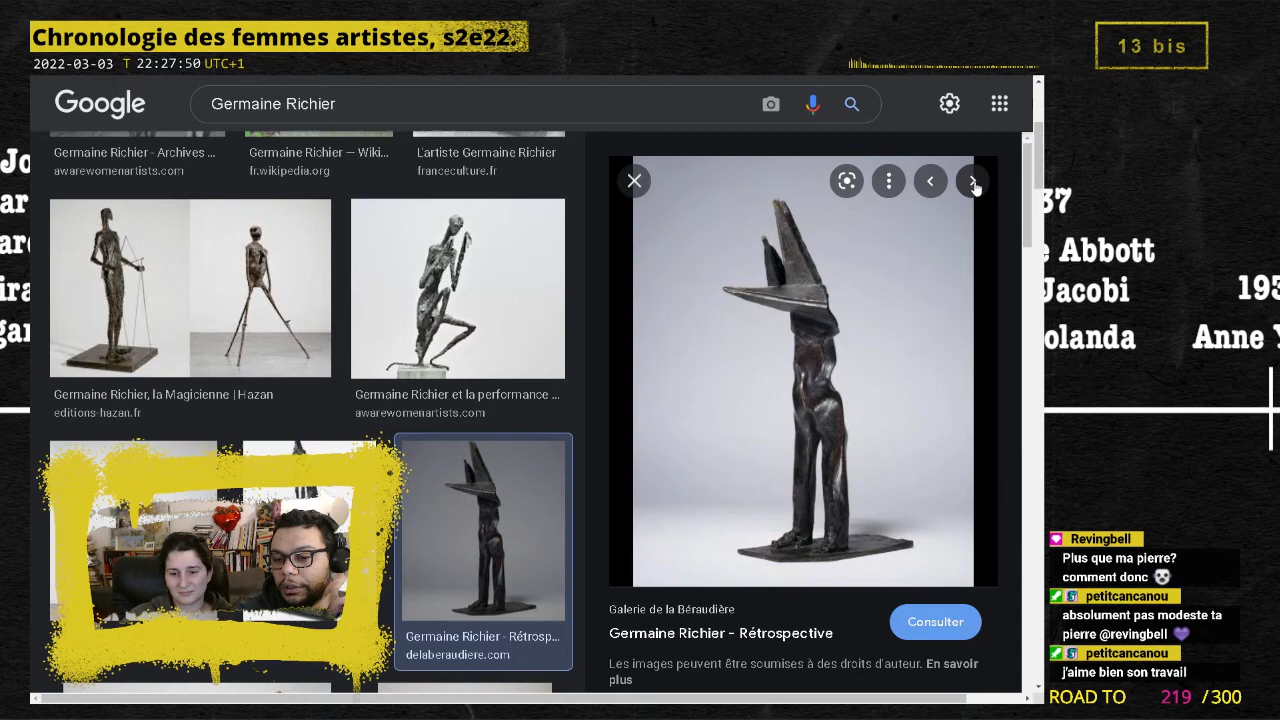 Chronologie des femmes artistes, s2e22.
2022-03-03 T 22:27:50 UTC+1
13 bis
Google
Germaine Richier
Germaine Richier - Archives ...
awarewomenartists.com
Germaine Richier — Wiki...
fr.wikipedia.org
L'artiste Germaine Richier
franceculture.fr
Germaine Richier, la Magicienne | Hazan
editions-hazan.fr
Germaine Richier et la performance ...
awarewomenartists.com
Germaine Richier - Rétrosp...
delaberaudiere.com
Galerie de la Béraudière
Germaine Richier - Rétrospective
Consulter
Les images peuvent être soumises à des droits d'auteur. En savoir
plus
37
e Abbott
Jacobi
193
olanda
Anne Y
Revingbell
Plus que ma pierre?
comment donc 💀
petitcancanou
absolument pas modeste ta
pierre @revingbell 💜
petitcancanou
j'aime bien son travail
ROAD TO 219 / 300